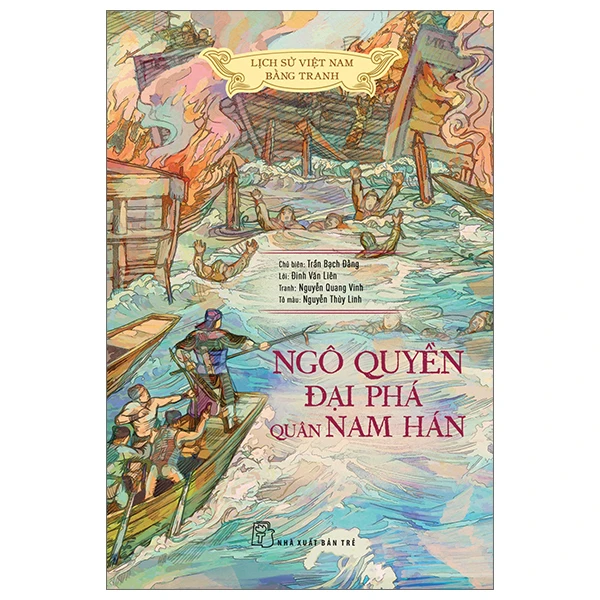 LỊCH SỬ VIỆT NAM
BẰNG TRANH
Chủ biên: Trần Bạch Đằng
Lời: Đinh Văn Liên
Tranh: Nguyễn Quang Vinh
Tô màu: Nguyễn Thùy Linh
NGÔ QUYỀN
ĐẠI PHÁ
QUÂN NAM HÁN
NHÀ XUẤT BẢN TRẺ